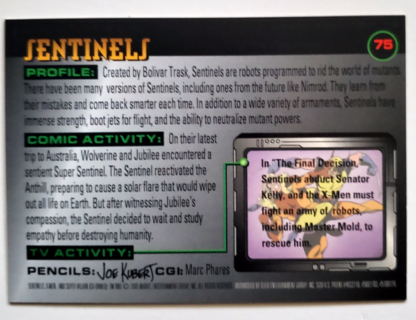 SENTINELS
75
PROFILE: Created by Bolivar Trask, Sentinels are robots programmed to rid the world of mutants.
There have been many versions of Sentinels, including ones from the future like Nimrod. They learn from
their mistakes and come back smarter each time. In addition to a wide variety of armaments, Sentinels have
immense strength, boot jets for flight, and the ability to neutralize mutant powers.
COMIC ACTIVITY: On their latest
trip to Australia, Wolverine and Jubilee encountered a
sentient Super Sentinel. The Sentinel reactivated the
Anthill, preparing to cause a solar flare that would wipe
out all life on Earth. But after witnessing Jubilee's
compassion, the Sentinel decided to wait and study
empathy before destroying humanity.
TV ACTIVITY:
In "The Final Decision,"
Sentinels abduct Senator
Kelly, and the X-Men must
fight an army of robots,
including Master Mold, to
rescue him.
PENCILS: Joe Kubert CGI: Marc Phares